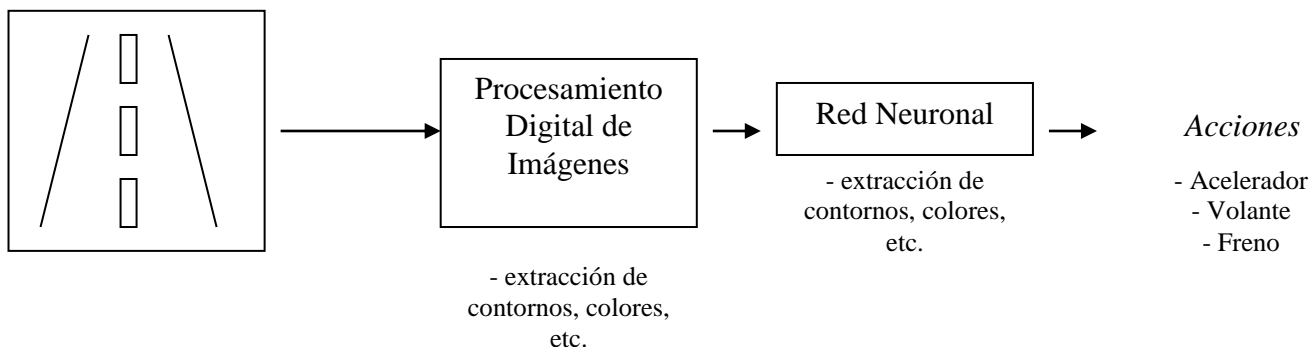 Procesamiento
Digital de
Imágenes
- extracción de
contornos, colores,
etc.
Red Neuronal
- extracción de
contornos, colores,
etc.
Acciones
- Acelerador
- Volante
- Freno